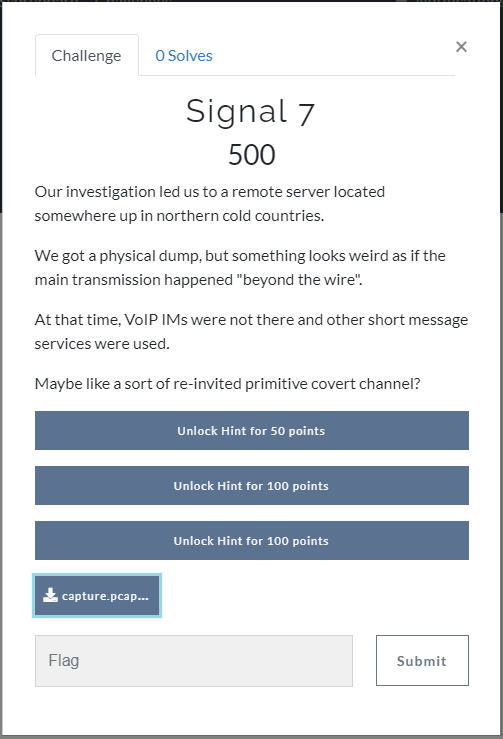 Challenge
0 Solves
×
Signal 7
500
Our investigation led us to a remote server located
somewhere up in northern cold countries.
We got a physical dump, but something looks weird as if the
main transmission happened "beyond the wire".
At that time, VoIP IMs were not there and other short message
services were used.
Maybe like a sort of re-invited primitive covert channel?
Unlock Hint for 50 points
Unlock Hint for 100 points
Unlock Hint for 100 points
capture.pcap...
Flag
Submit